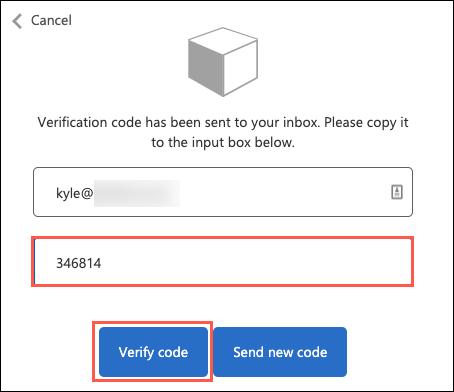 Cancel
Verification code has been sent to your inbox. Please copy it
to the input box below.
kyle@
346814
Verify code
Send new code